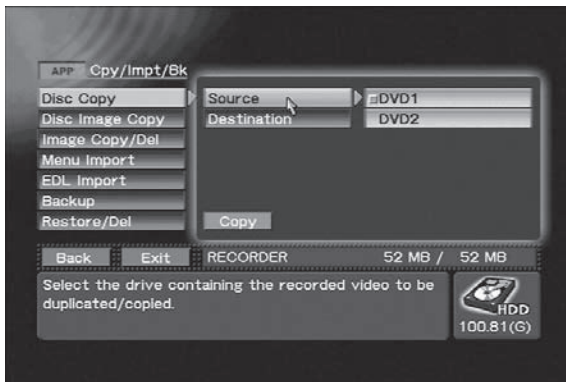 APP Cpy/Impt/Bk
Disc Copy
Disc Image Copy
Image Copy/Del
Menu Import
EDL Import
Backup
Restore/Del
Source
Destination
DVD1
DVD2
Copy
Back Exit RECORDER 52 MB / 52 MB
Select the drive containing the recorded video to be
duplicated/copied.
HDD
100.81(G)